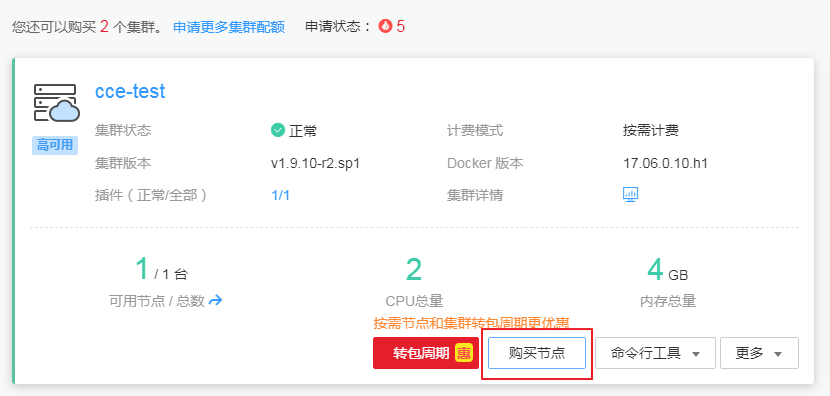 您还可以购买 2 个集群。 申请更多集群配额 申请状态： 5
cce-test
高可用
集群状态 正常 计费模式 按需计费
集群版本 v1.9.10-r2.sp1 Docker 版本 17.06.0.10.h1
插件（正常/全部） 1/1 集群详情
1 / 1 台 2 4 GB
可用节点 / 总数 CPU总量 内存总量
按需节点和集群转包周期更优惠
转包周期 惠 购买节点 命令行工具 更多